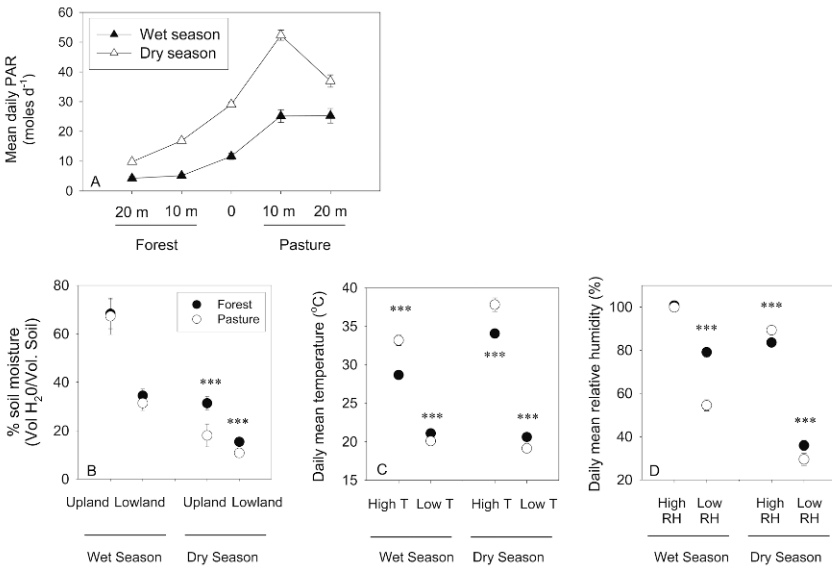 Mean daily PAR
(moles d⁻¹)
60
50
40
30
20
10
0
Wet season
Dry season
A
20 m 10 m 0 10 m 20 m
Forest Pasture
% soil moisture
(Vol H₂0/Vol. Soil)
80
60
40
20
0
Forest
Pasture
***
***
B
Upland Lowland Upland Lowland
Wet Season Dry Season
Daily mean temperature (⁰C)
40
35
30
25
20
15
***
***
***
***
C
High T Low T High T Low T
Wet Season Dry Season
Daily mean relative humidity (%)
100
80
60
40
20
***
***
***
D
High Low High Low
RH RH RH RH
Wet Season Dry Season